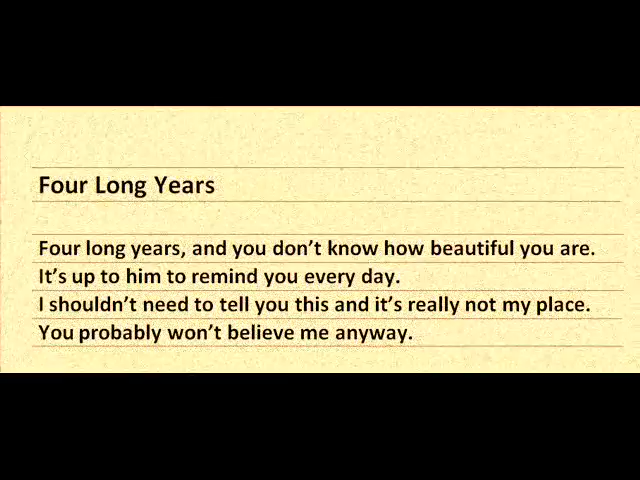 Four Long Years
Four long years, and you don’t know how beautiful you are.
It’s up to him to remind you every day.
I shouldn’t need to tell you this and it’s really not my place.
You probably won’t believe me anyway.